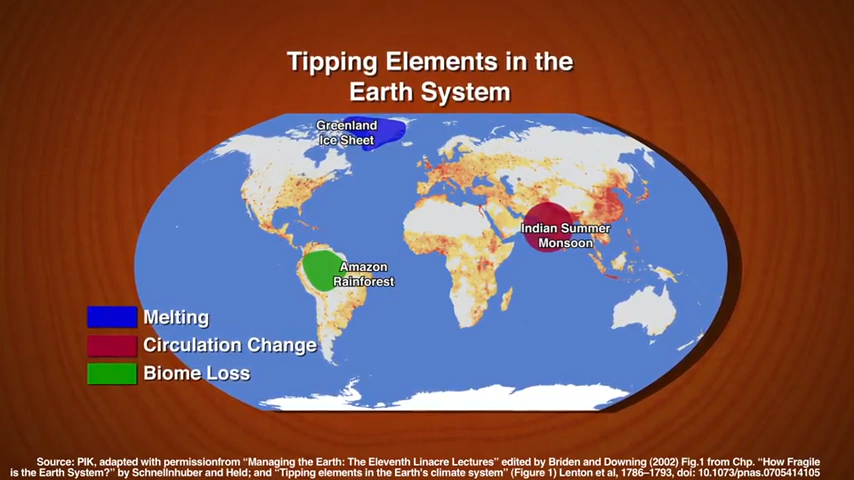 Tipping Elements in the
Earth System
Greenland
Ice Sheet
Indian Summer
Monsoon
Amazon
Rainforest
Melting
Circulation Change
Biome Loss
Source: PIK, adapted with permissionfrom “Managing the Earth: The Eleventh Linacre Lectures” edited by Briden and Downing (2002) Fig.1 from Chp. “How Fragile
is the Earth System?” by Schnellnhuber and Held; and “Tipping elements in the Earth's climate system” (Figure 1) Lenton et al, 1786–1793, doi: 10.1073/pnas.0705414105